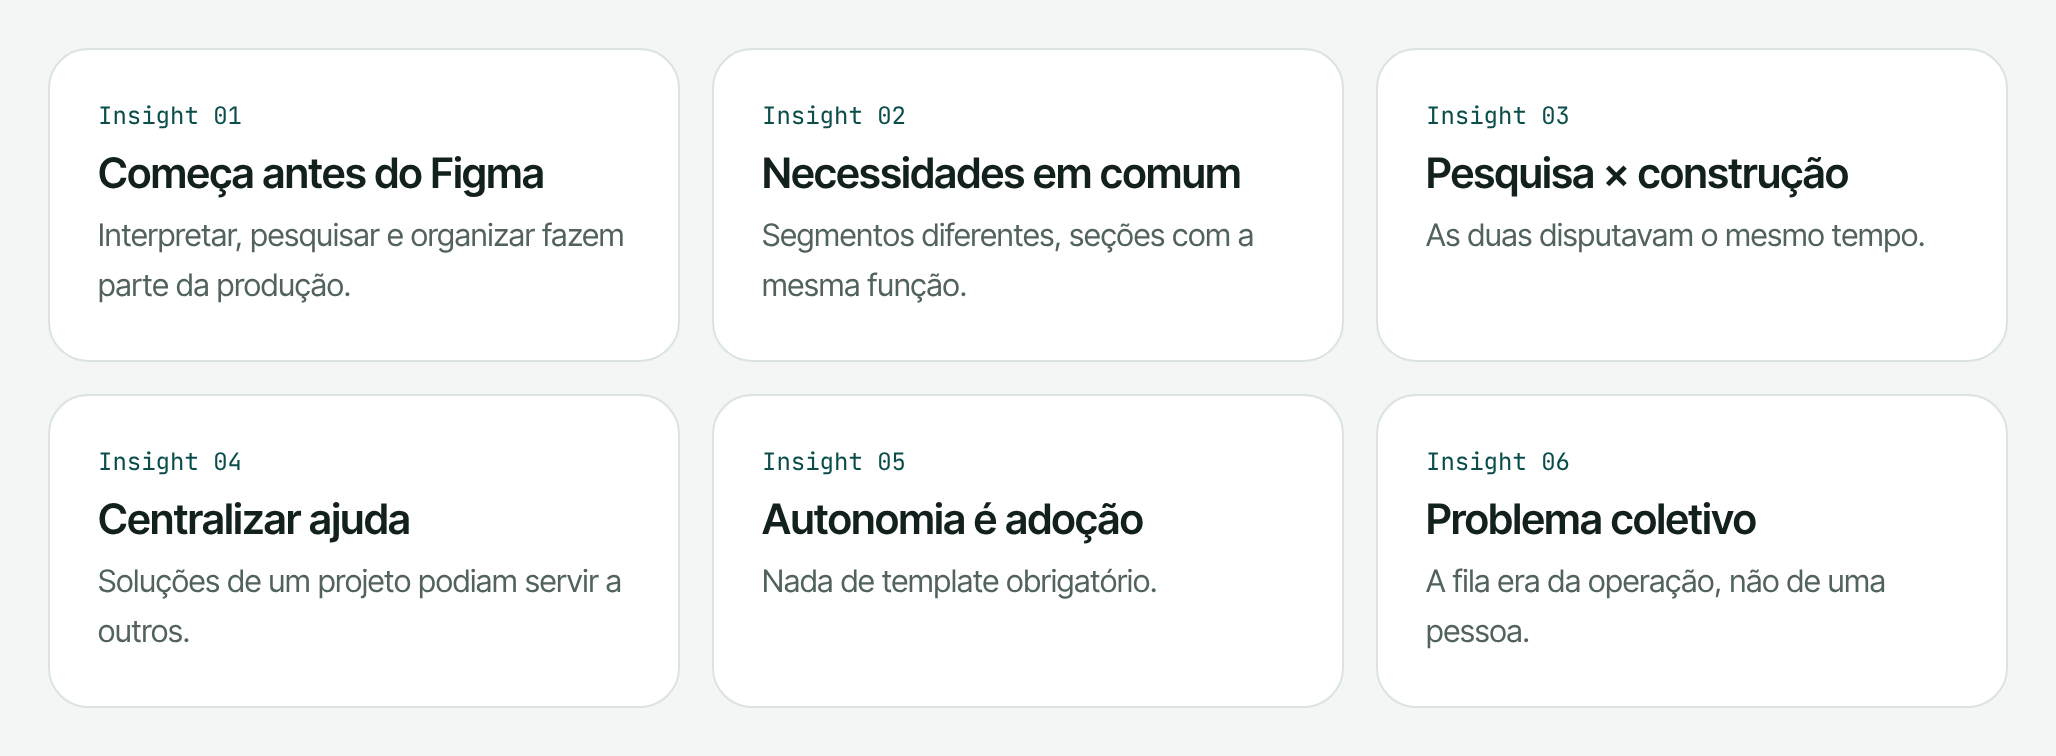 Insight 01
Começa antes do Figma
Interpretar, pesquisar e organizar fazem
parte da produção.
Insight 02
Necessidades em comum
Segmentos diferentes, seções com a
mesma função.
Insight 03
Pesquisa × construção
As duas disputavam o mesmo tempo.
Insight 04
Centralizar ajuda
Soluções de um projeto podiam servir a
outros.
Insight 05
Autonomia é adoção
Nada de template obrigatório.
Insight 06
Problema coletivo
A fila era da operação, não de uma
pessoa.